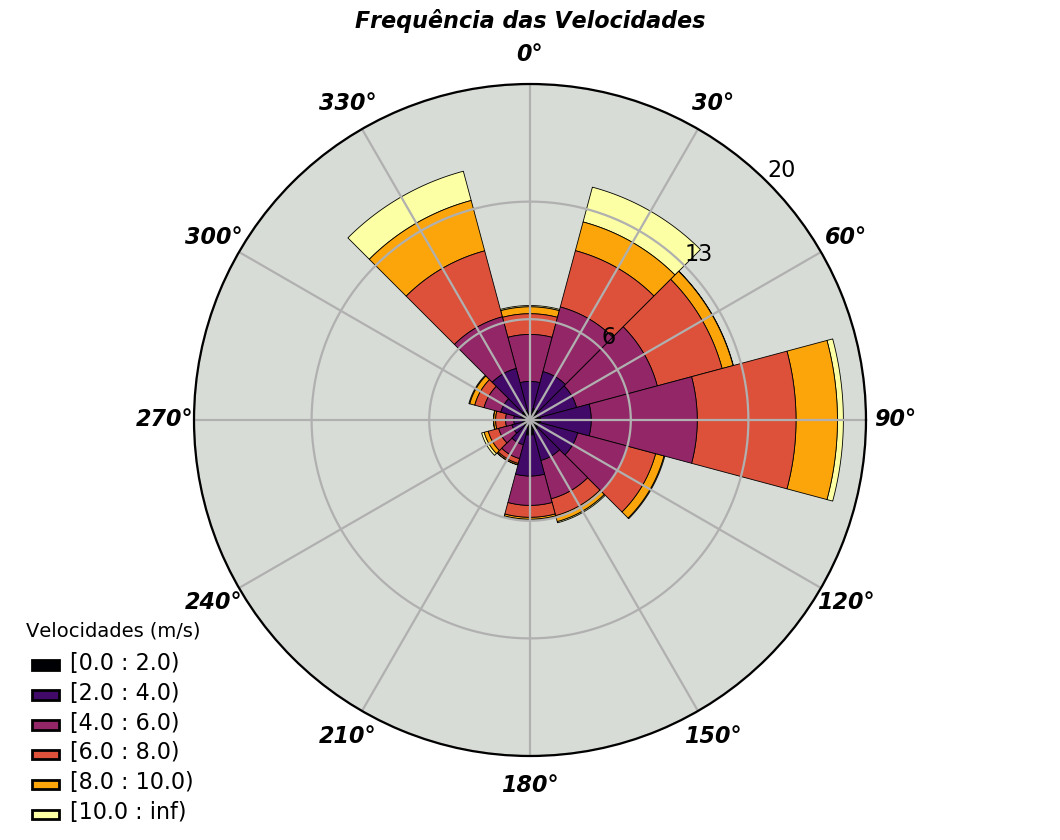 Frequência das Velocidades
0°
330°
30°
20
300°
60°
13
6
270°
90°
240°
120°
210°
150°
180°
Velocidades (m/s)
[0.0 : 2.0)
[2.0 : 4.0)
[4.0 : 6.0)
[6.0 : 8.0)
[8.0 : 10.0)
[10.0 : inf)